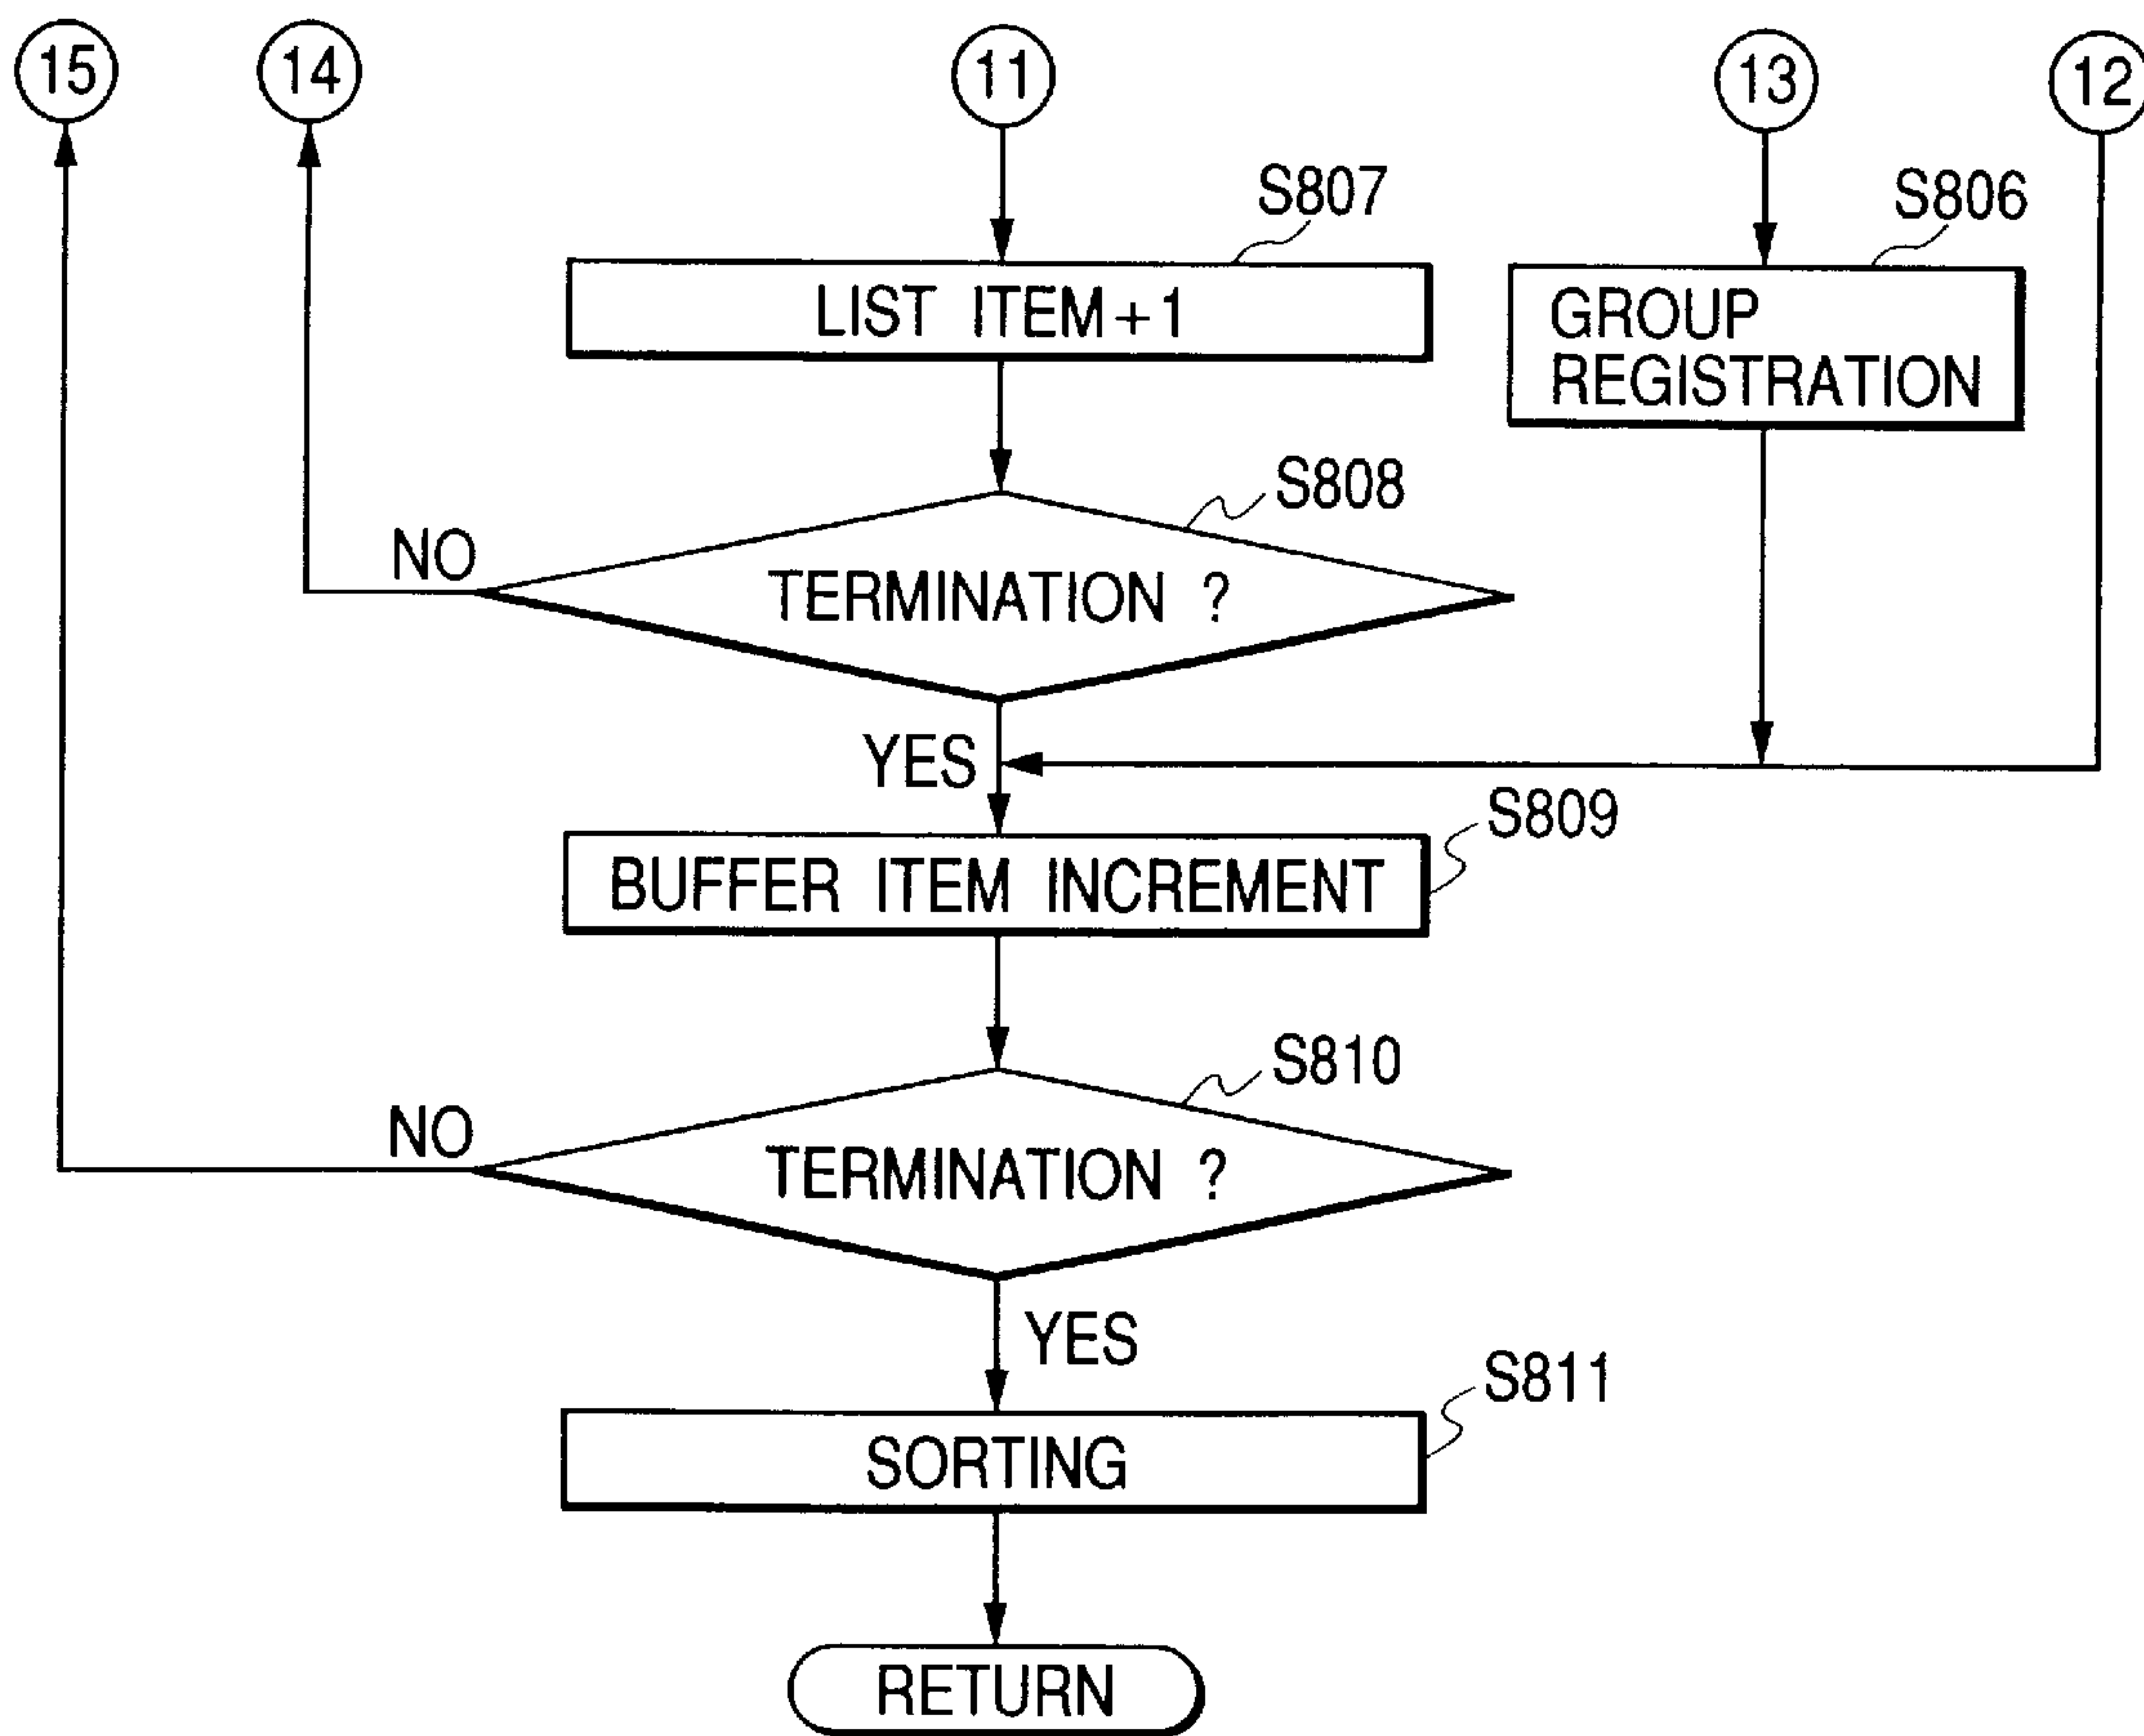 15
14
11
13
12
S807
S806
LIST ITEM+1
GROUP
REGISTRATION
S808
NO
TERMINATION ?
YES
S809
BUFFER ITEM INCREMENT
S810
NO
TERMINATION ?
YES
S811
SORTING
RETURN